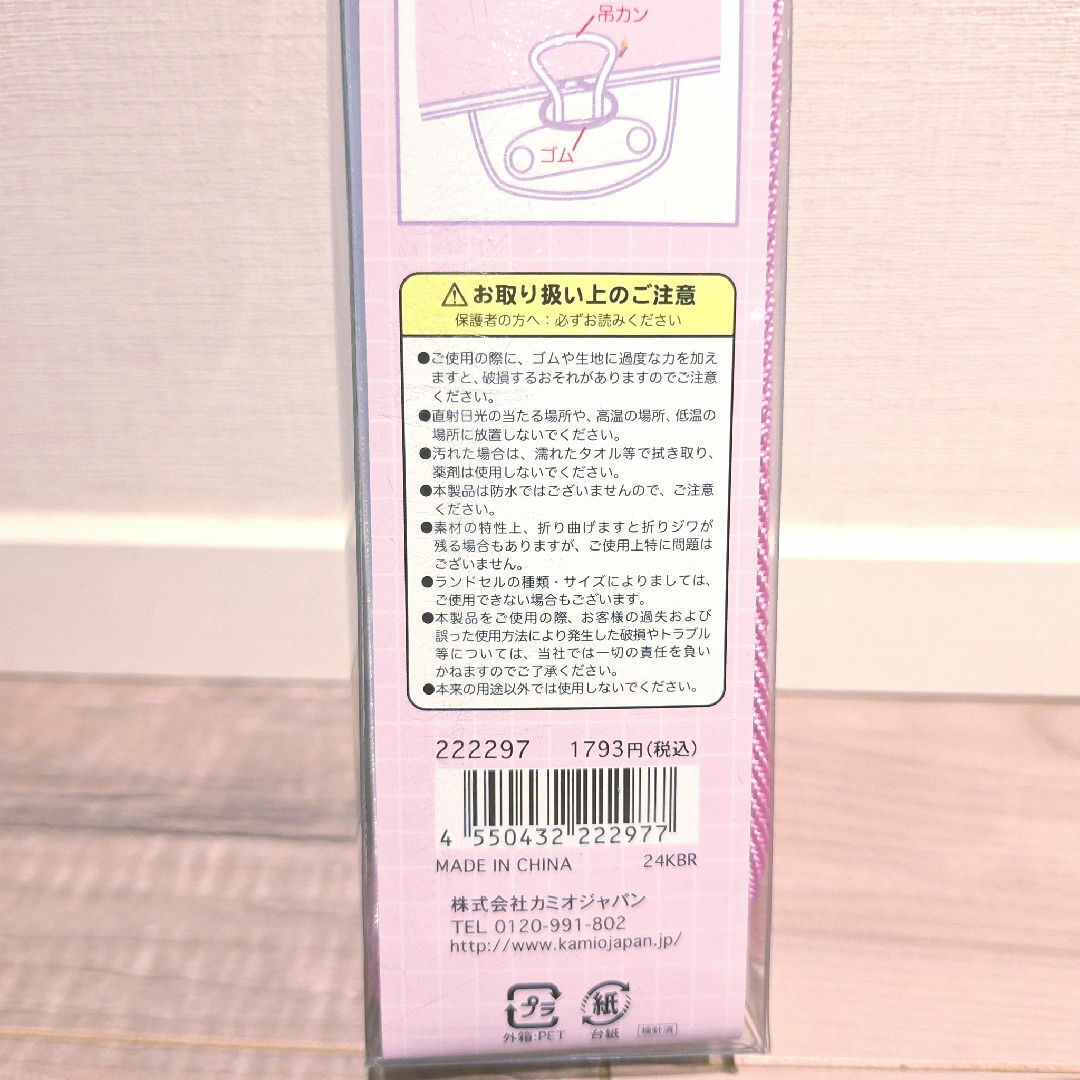 吊カン
ゴム
⚠お取り扱い上のご注意
保護者の方へ：必ずお読みください
●ご使用の際に、ゴムや生地に過度な力を加え
ますと、破損するおそれがありますのでご注意
ください。
●直射日光の当たる場所や、高温の場所、低温の
場所に放置しないでください。
●汚れた場合は、濡れたタオル等で拭き取り、
薬剤は使用しないでください。
●本製品は防水ではございませんので、ご注意
ください。
●素材の特性上、折り曲げますと折りジワが
残る場合もありますが、ご使用上特に問題は
ございません。
●ランドセルの種類・サイズによりましては、
ご使用できない場合もございます。
●本製品をご使用の際、お客様の過失および
誤った使用方法により発生した破損やトラブル
等については、当社では一切の責任を負い
かねますのでご了承ください。
●本来の用途以外では使用しないでください。
222297 1793円(税込)
4 550432 222977
MADE IN CHINA 24KBR
株式会社カミオジャパン
TEL 0120-991-802
http://www.kamiojapan.jp/
プラ 紙
外箱:PET 台紙 検針済